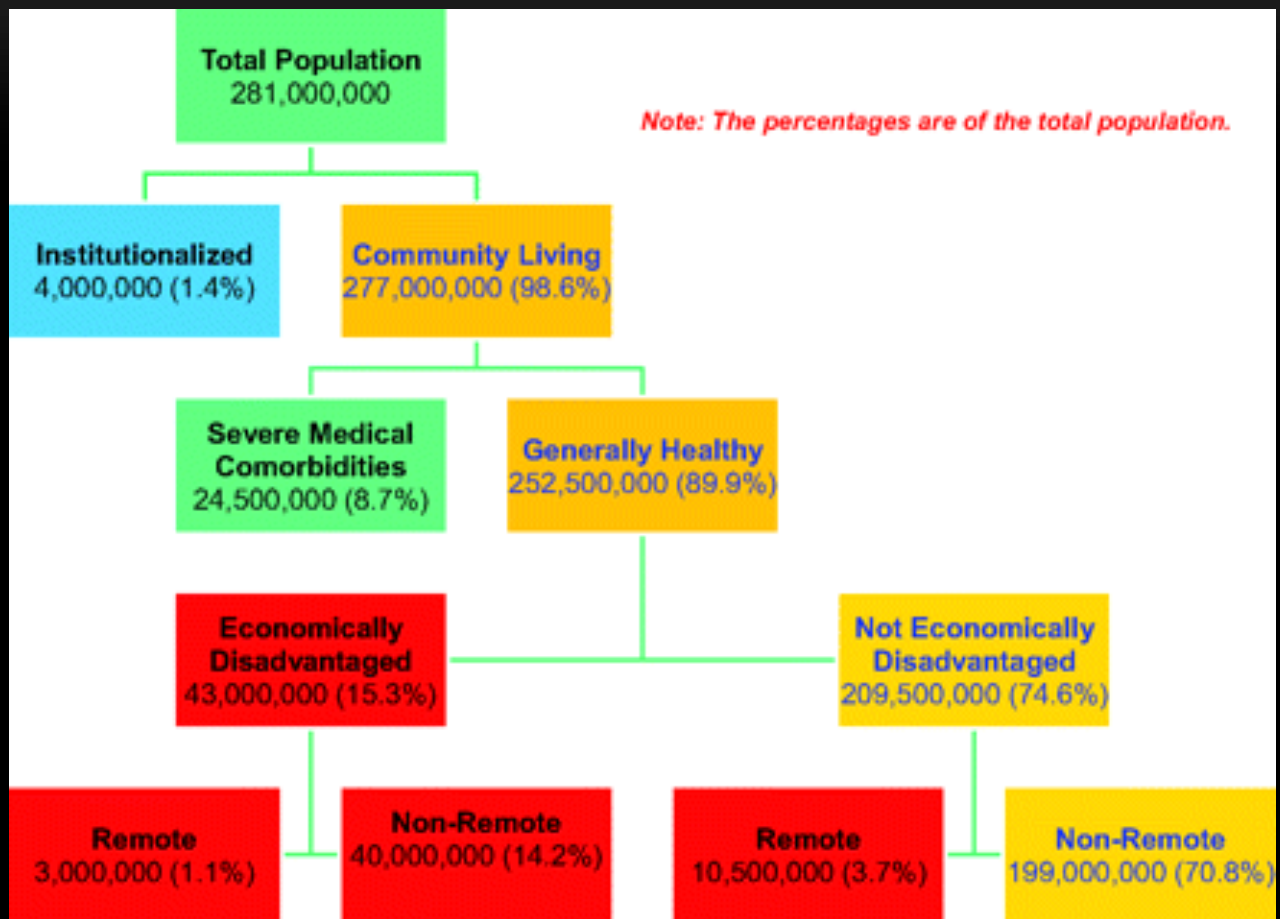 Total Population
281,000,000
Note: The percentages are of the total population.
Institutionalized
4,000,000 (1.4%)
Community Living
277,000,000 (98.6%)
Severe Medical
Comorbidities
24,500,000 (8.7%)
Generally Healthy
252,500,000 (89.9%)
Economically
Disadvantaged
43,000,000 (15.3%)
Not Economically
Disadvantaged
209,500,000 (74.6%)
Remote
3,000,000 (1.1%)
Non-Remote
40,000,000 (14.2%)
Remote
10,500,000 (3.7%)
Non-Remote
199,000,000 (70.8%)